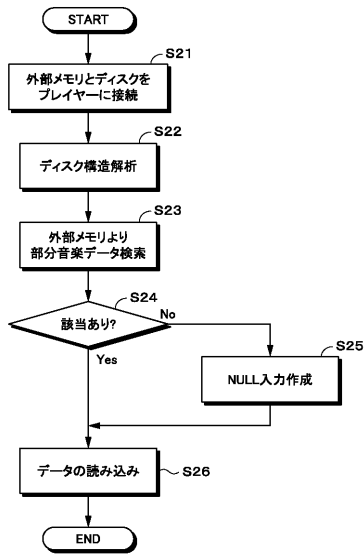 START
S21
外部メモリとディスクを
プレイヤーに接続
S22
ディスク構造解析
S23
外部メモリより
部分音楽データ検索
S24
該当あり?
No
Yes
S25
NULL入力作成
データの読み込み
S26
END